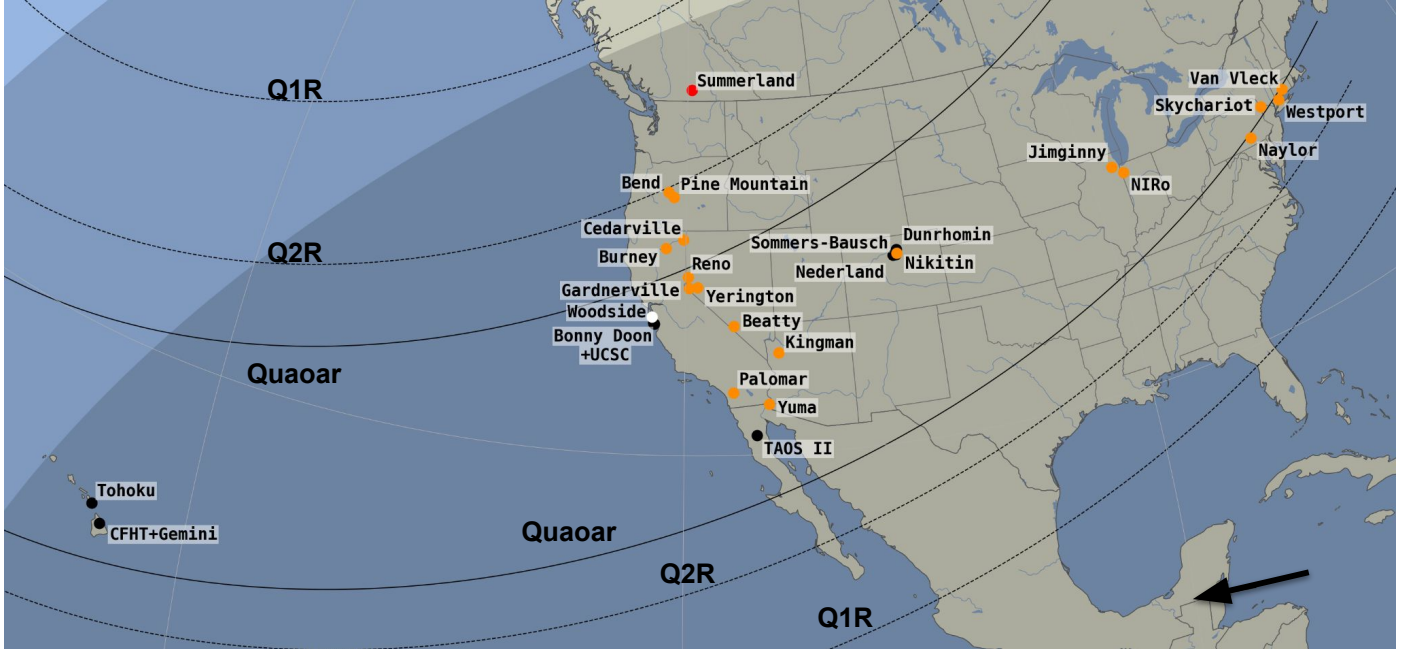 Q1R
Summerland
Van Vleck
Skychariot
Westport
Jimginny
Naylor
NIRo
Bend
Pine Mountain
Q2R
Cedarville
Sommers-Bausch
Dunrhomin
Burney
Reno
Nederland
Nikitin
Gardnerville
Yerington
Woodside
Beatty
Bonny Doon
+UCSC
Kingman
Quaoar
Palomar
Yuma
TAOS II
Tohoku
CFHT+Gemini
Quaoar
Q2R
Q1R